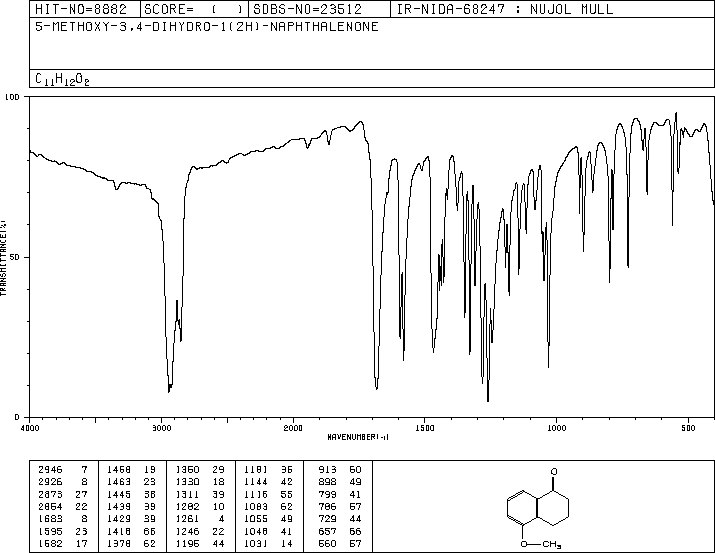 HIT-NO=8882 SCORE= ( ) SDBS-NO=23512 IR-NIDA-68247 : NUJOL MULL
5-METHOXY-3,4-DIHYDRO-1(2H)-NAPHTHALENONE
C11H12O2
100
50
0
TRANSMITTANCE(%)
4000 3000 2000 1500 1000 500
WAVENUMBER(-1)
2946 7 1468 19 1350 29 1181 36 913 60
2926 8 1463 23 1330 18 1144 42 898 49
2873 27 1445 38 1311 39 1116 55 799 41
2854 22 1439 39 1282 10 1083 62 786 57
1683 8 1429 39 1261 4 1055 49 729 44
1595 23 1418 66 1246 22 1048 41 657 66
1582 17 1378 62 1195 44 1031 14 560 57
O
O CH3